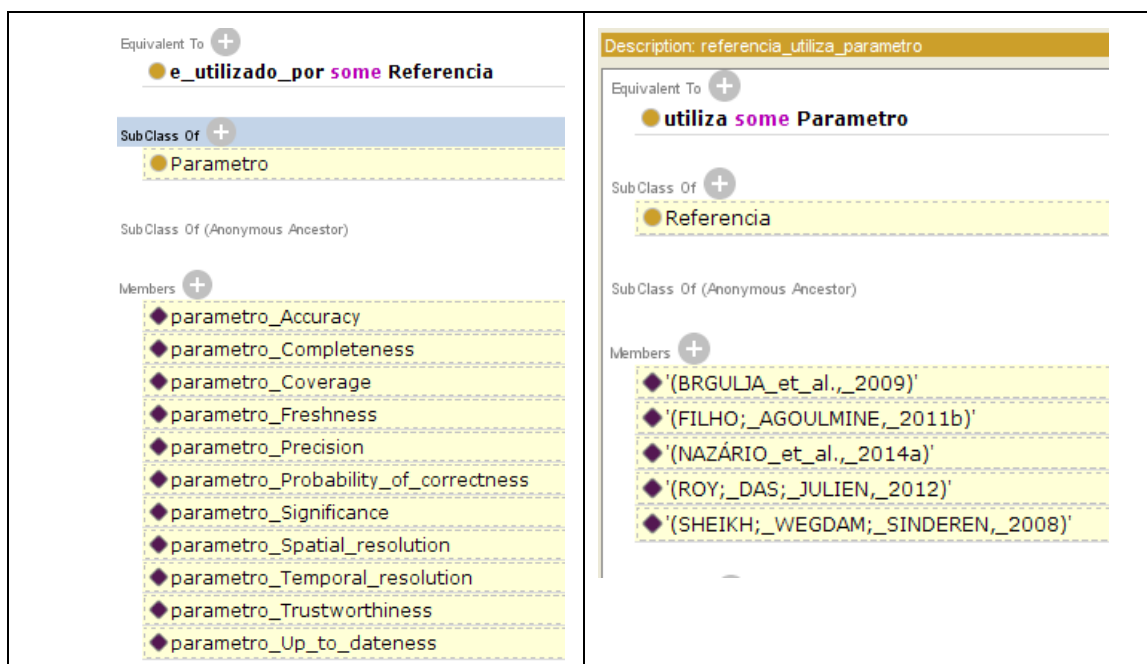 Equivalent To
e_utilizado_por some Referencia
SubClass Of
Parametro
SubClass Of (Anonymous Ancestor)
Members
parametro_Accuracy
parametro_Completeness
parametro_Coverage
parametro_Freshness
parametro_Precision
parametro_Probability_of_correctness
parametro_Significance
parametro_Spatial_resolution
parametro_Temporal_resolution
parametro_Trustworthiness
parametro_Up_to_dateness
Description: referencia_utiliza_parametro
Equivalent To
utiliza some Parametro
SubClass Of
Referencia
SubClass Of (Anonymous Ancestor)
Members
'(BRGULJA_et_al.,_2009)'
'(FILHO;_AGOULMINE,_2011b)'
'(NAZÁRIO_et_al.,_2014a)'
'(ROY;_DAS;_JULIEN,_2012)'
'(SHEIKH;_WEGDAM;_SINDEREN,_2008)'